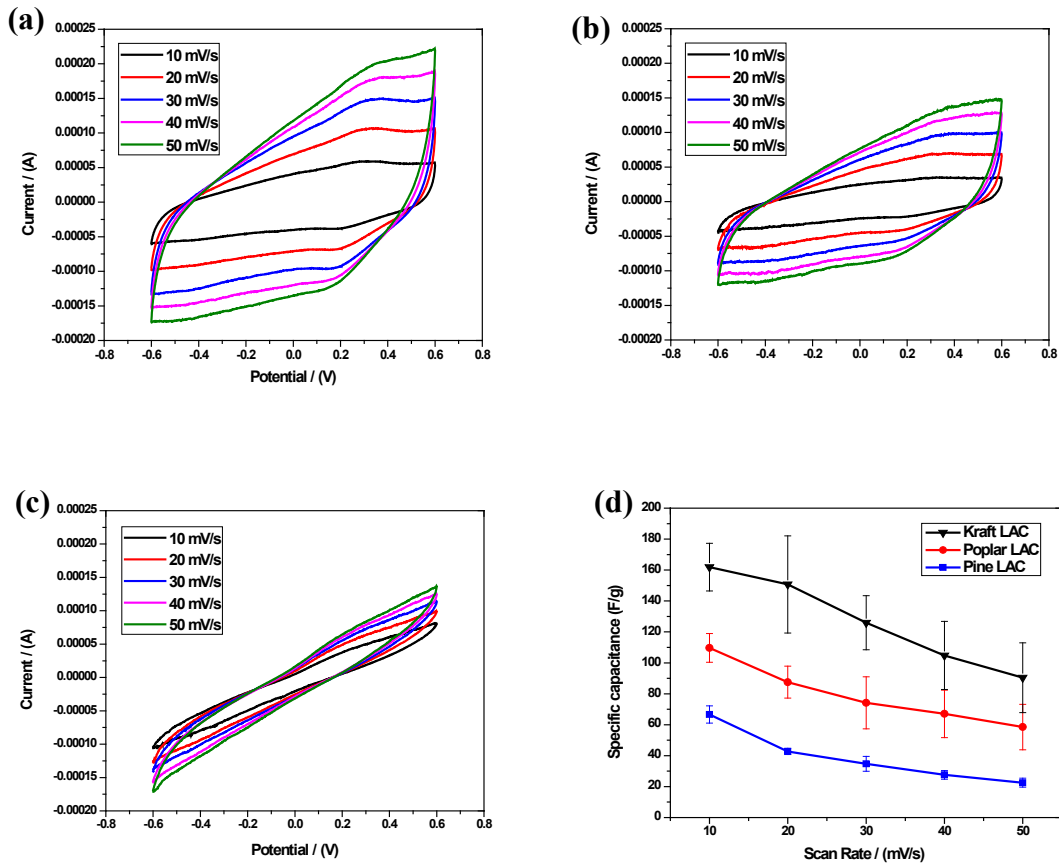 (a)
0.00025
0.00020
0.00015
0.00010
0.00005
0.00000
-0.00005
-0.00010
-0.00015
-0.00020
Current / (A)
10 mV/s
20 mV/s
30 mV/s
40 mV/s
50 mV/s
-0.8 -0.6 -0.4 -0.2 0.0 0.2 0.4 0.6 0.8
Potential / (V)
(b)
0.00025
0.00020
0.00015
0.00010
0.00005
0.00000
-0.00005
-0.00010
-0.00015
-0.00020
Current / (A)
10 mV/s
20 mV/s
30 mV/s
40 mV/s
50 mV/s
-0.8 -0.6 -0.4 -0.2 0.0 0.2 0.4 0.6 0.8
Potential / (V)
(c)
0.00025
0.00020
0.00015
0.00010
0.00005
0.00000
-0.00005
-0.00010
-0.00015
-0.00020
Current / (A)
10 mV/s
20 mV/s
30 mV/s
40 mV/s
50 mV/s
-0.8 -0.6 -0.4 -0.2 0.0 0.2 0.4 0.6 0.8
Potential / (V)
(d)
200
180
160
140
120
100
80
60
40
20
0
Specific capacitance (F/g)
Kraft LAC
Poplar LAC
Pine LAC
10 20 30 40 50
Scan Rate / (mV/s)